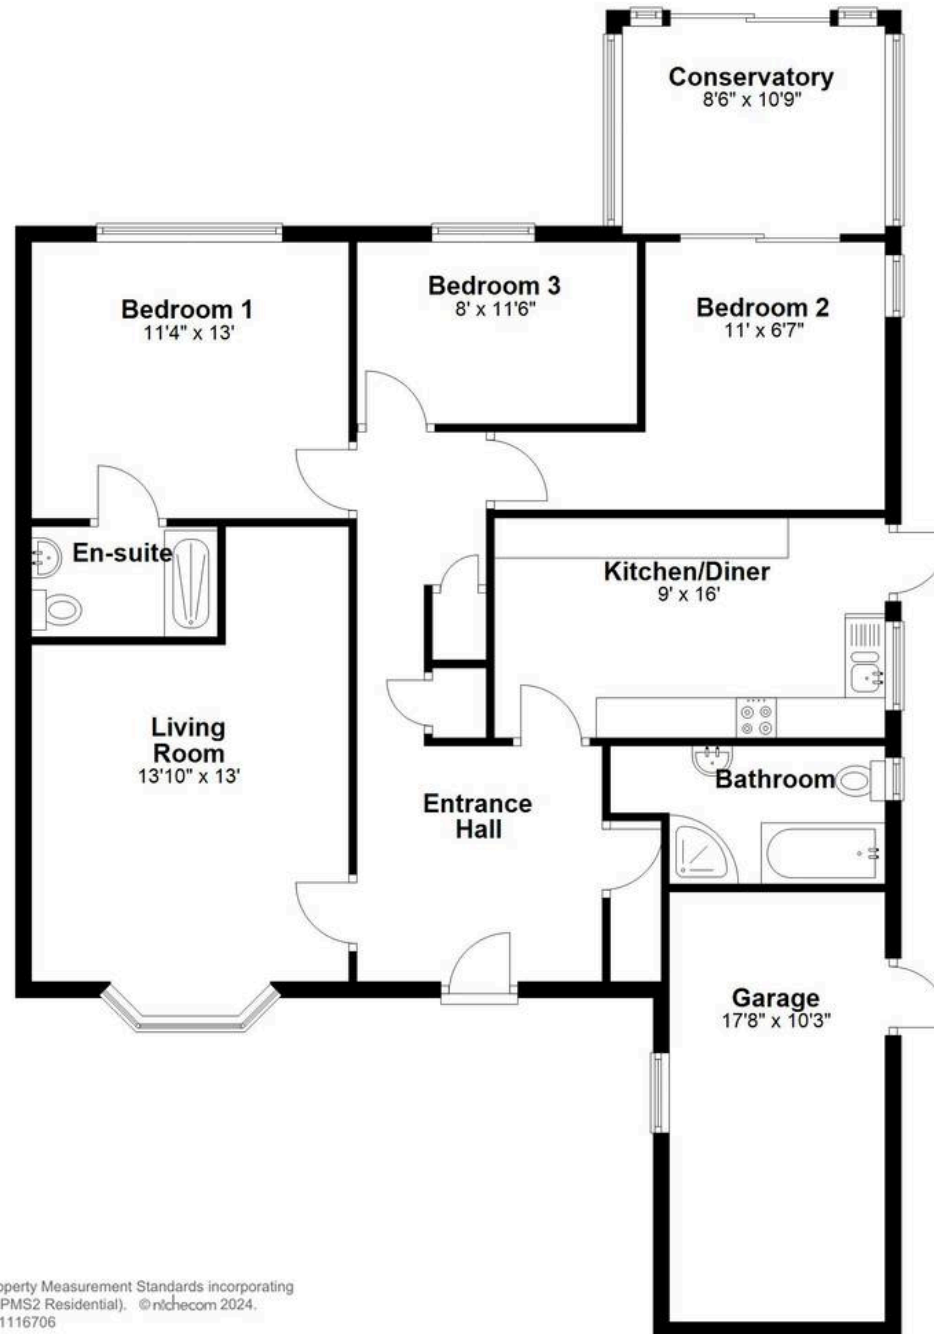 Conservatory
8'6" x 10'9"
Bedroom 1
11'4" x 13'
Bedroom 3
8' x 11'6"
Bedroom 2
11' x 6'7"
En-suite
Kitchen/Diner
9' x 16'
Living
Room
13'10" x 13'
Entrance
Hall
Bathroom
Garage
17'8" x 10'3"
operty Measurement Standards incorporating
PMS2 Residential). © nichecom 2024.
1116706